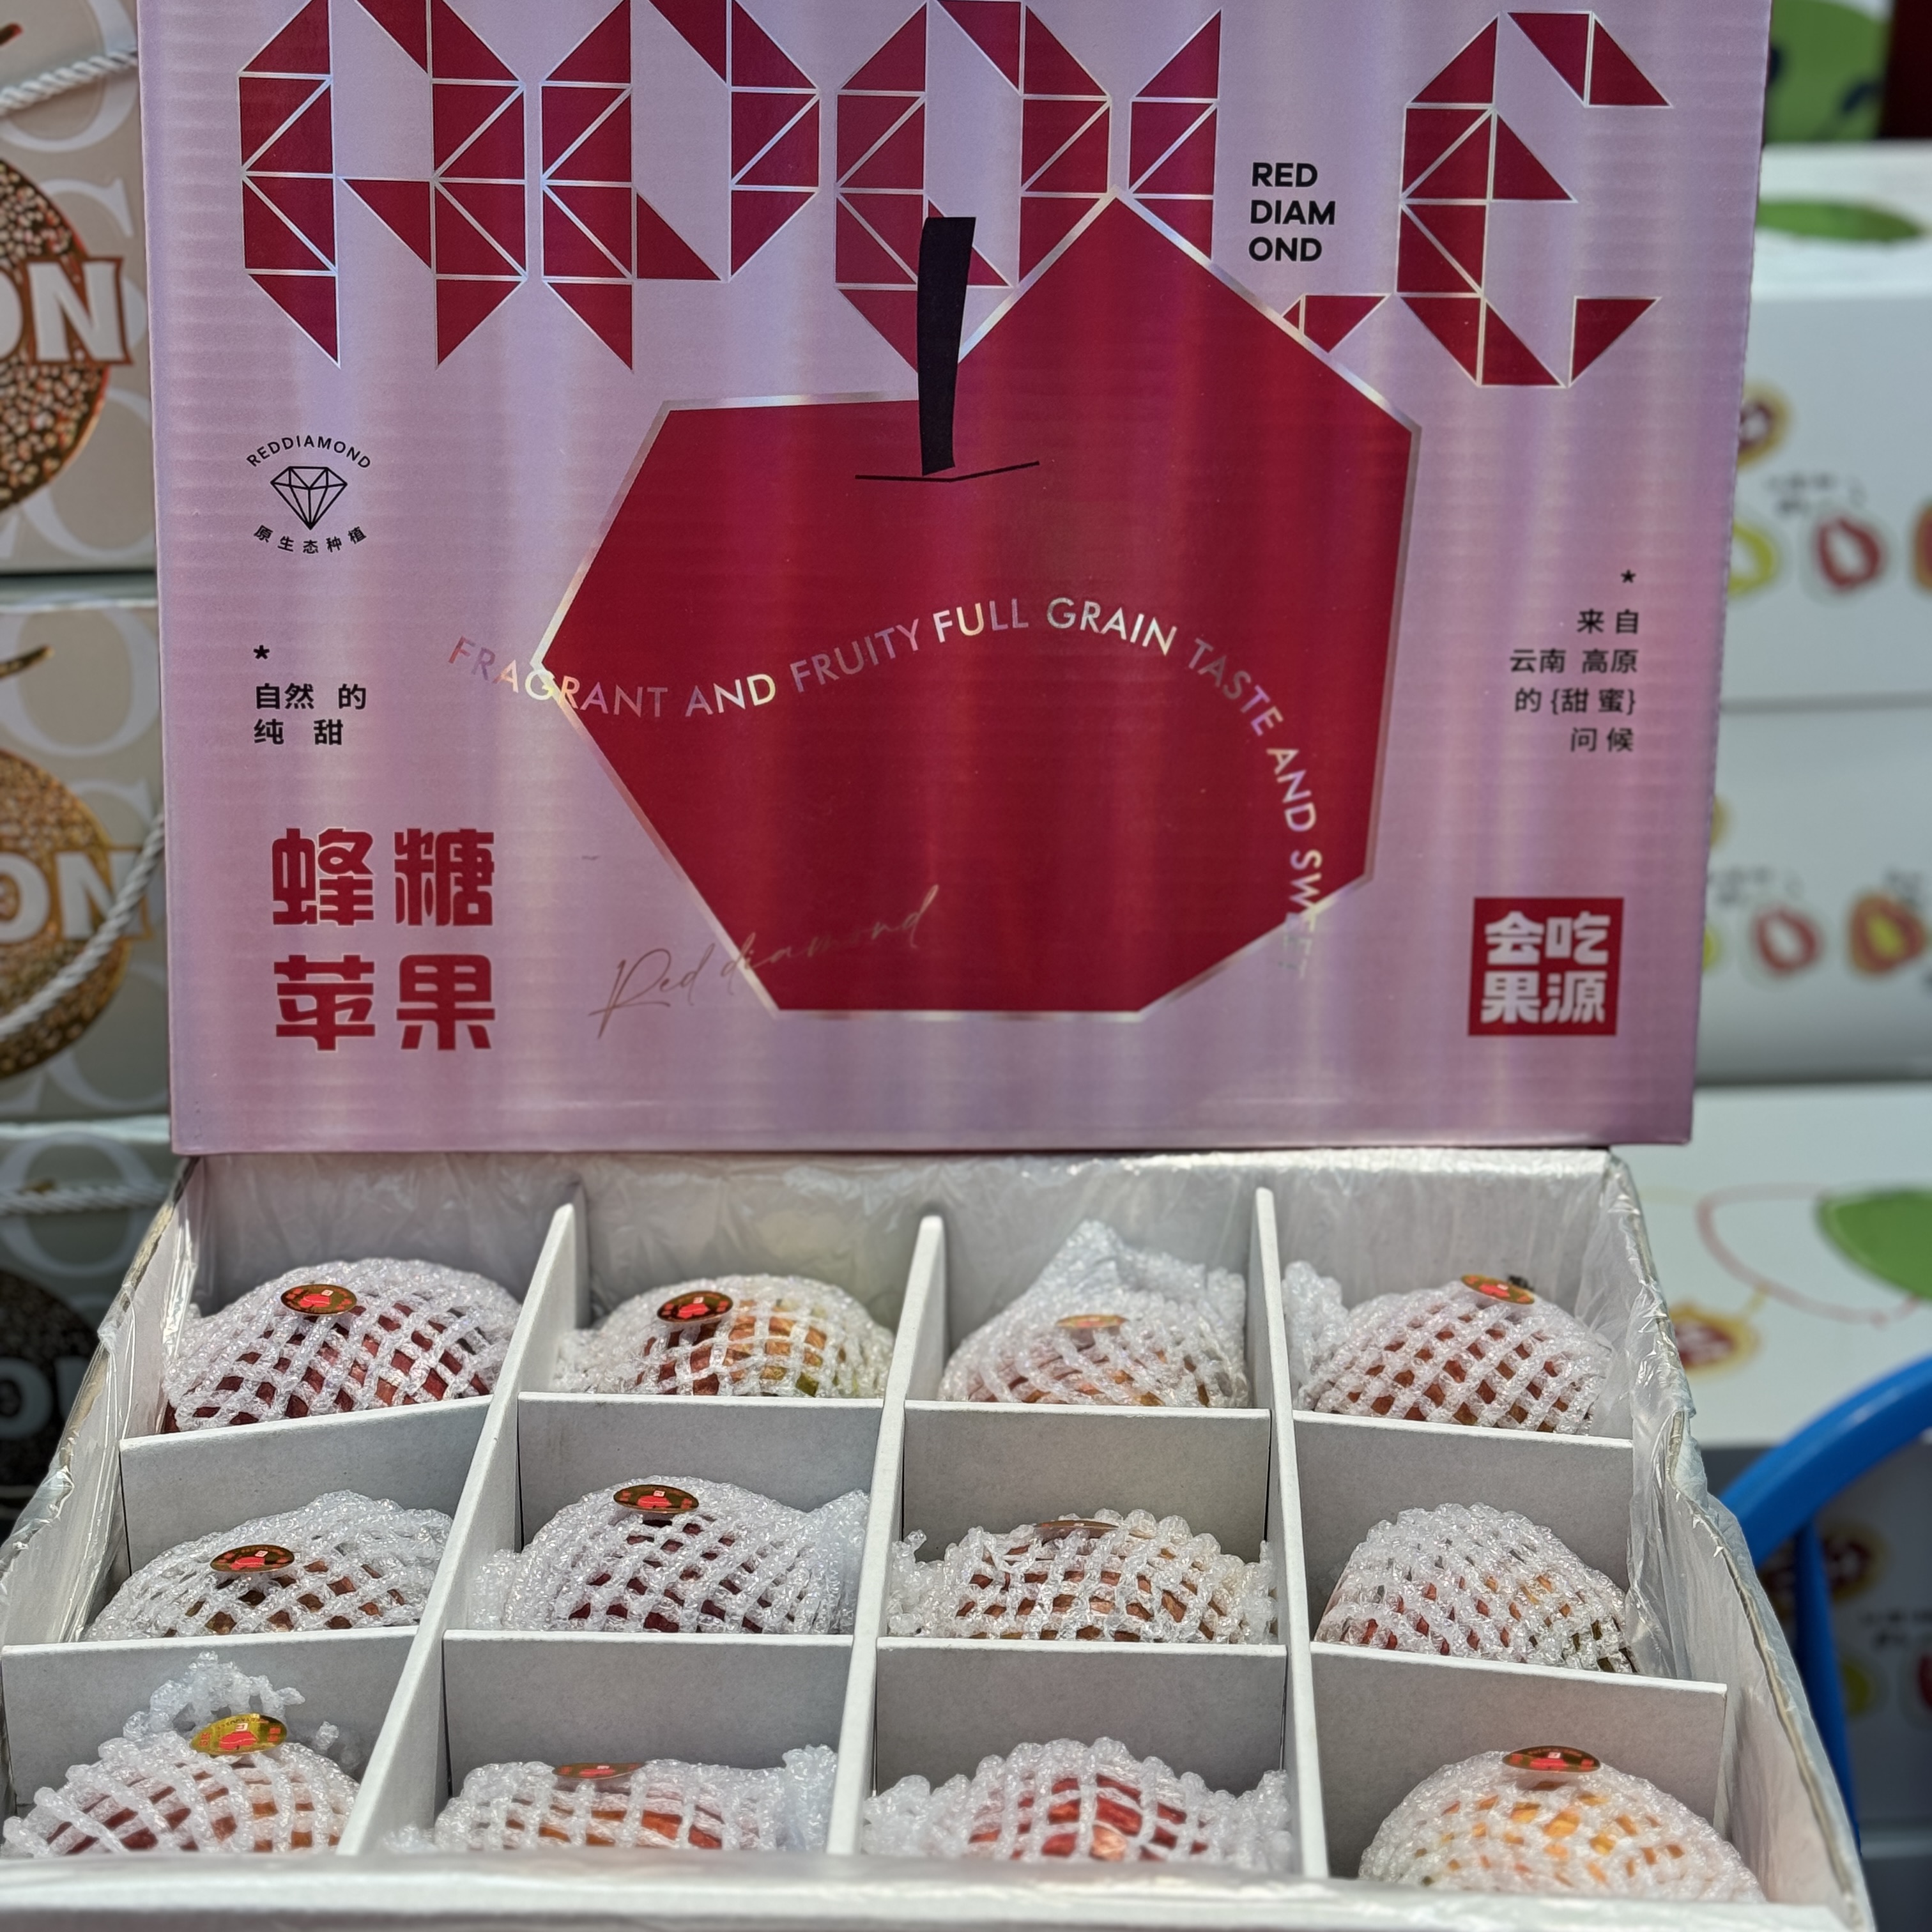 APPLE
RED
DIAM
OND
REDDIAMOND
原生态种植
FRAGRANT AND FRUITY FULL GRAIN TASTE AND SWEET
*
自然 的
纯 甜
*
来自
云南 高原
的{甜蜜}
问候
蜂糖
苹果
Red diamond
会吃
果源
ON
ON